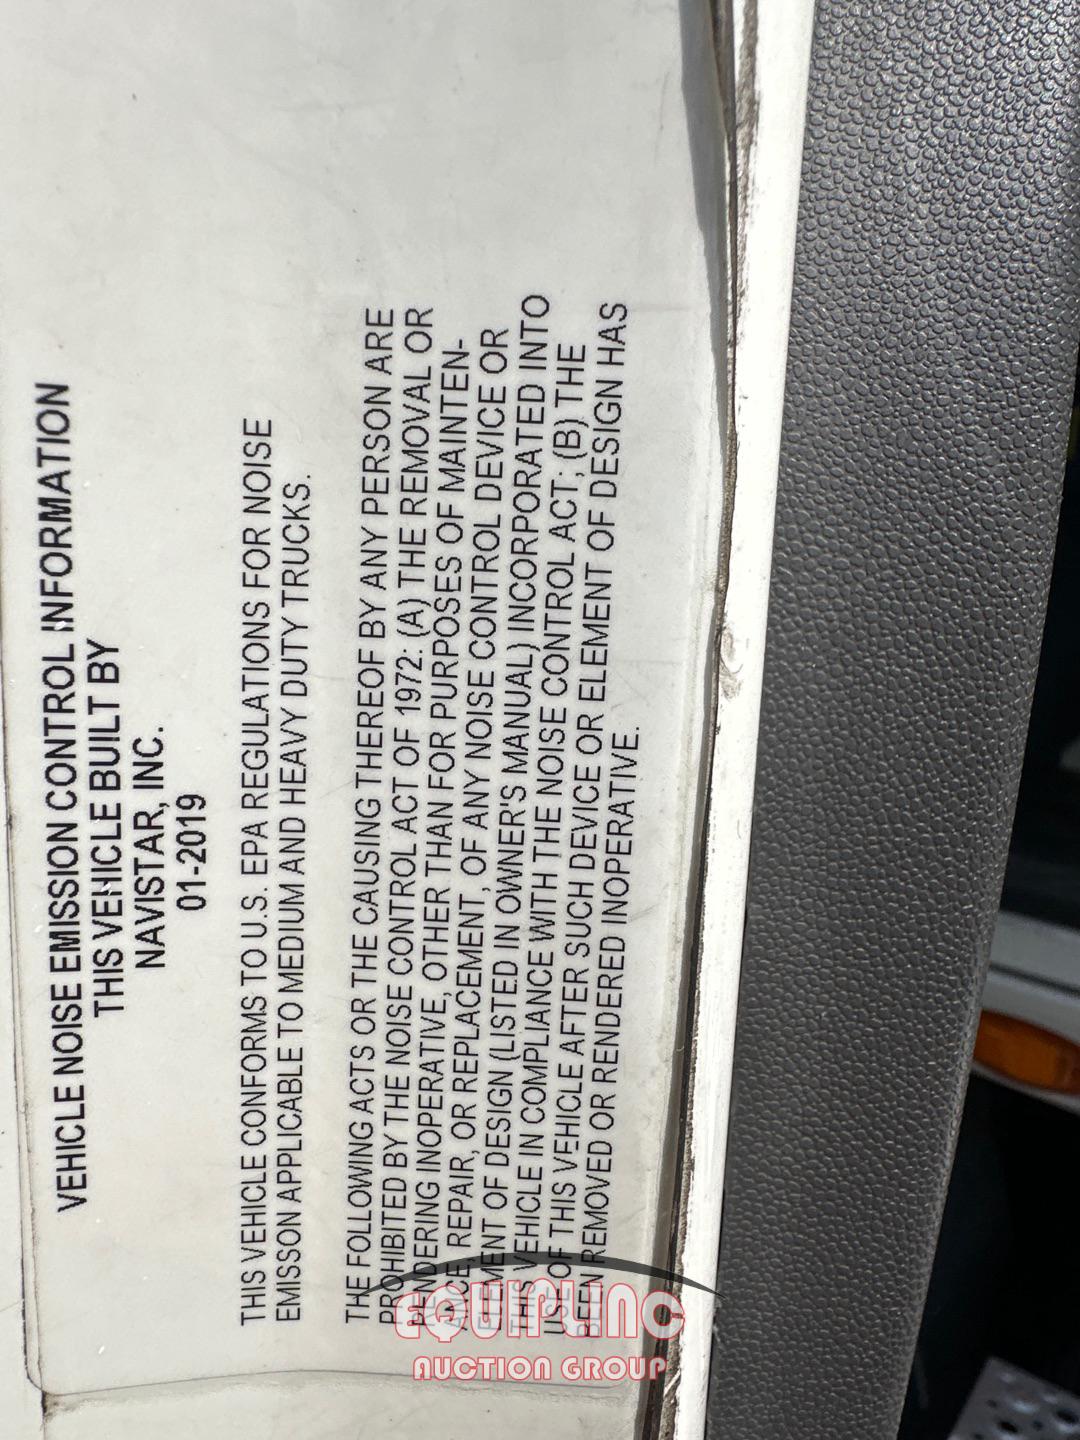 VEHICLE NOISE EMISSION CONTROL INFORMATION
THIS VEHICLE BUILT BY
NAVISTAR, INC.
01-2019
THIS VEHICLE CONFORMS TO U.S. EPA REGULATIONS FOR NOISE
EMISSON APPLICABLE TO MEDIUM AND HEAVY DUTY TRUCKS.
THE FOLLOWING ACTS OR THE CAUSING THEREOF BY ANY PERSON ARE
PROHIBITED BY THE NOISE CONTROL ACT OF 1972: (A) THE REMOVAL OR
RENDERING INOPERATIVE, OTHER THAN FOR PURPOSES OF MAINTEN-
ANCE, REPAIR, OR REPLACEMENT, OF ANY NOISE CONTROL DEVICE OR
ELEMENT OF DESIGN (LISTED IN OWNER'S MANUAL) INCORPORATED INTO
THIS VEHICLE IN COMPLIANCE WITH THE NOISE CONTROL ACT; (B) THE
USE OF THIS VEHICLE AFTER SUCH DEVICE OR ELEMENT OF DESIGN HAS
BEEN REMOVED OR RENDERED INOPERATIVE.
EQUIPLINC
AUCTION GROUP